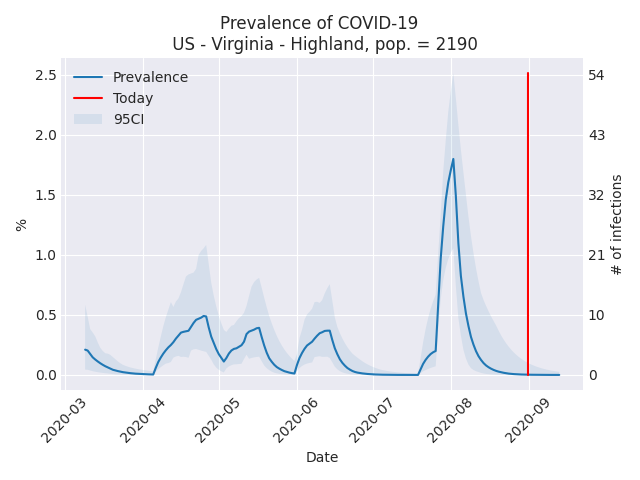 Prevalence of COVID-19
US - Virginia - Highland, pop. = 2190
Prevalence
Today
95CI
2.5
2.0
1.5
1.0
0.5
0.0
%
54
43
32
21
10
0
# of infections
2020-03
2020-04
2020-05
2020-06
2020-07
2020-08
2020-09
Date